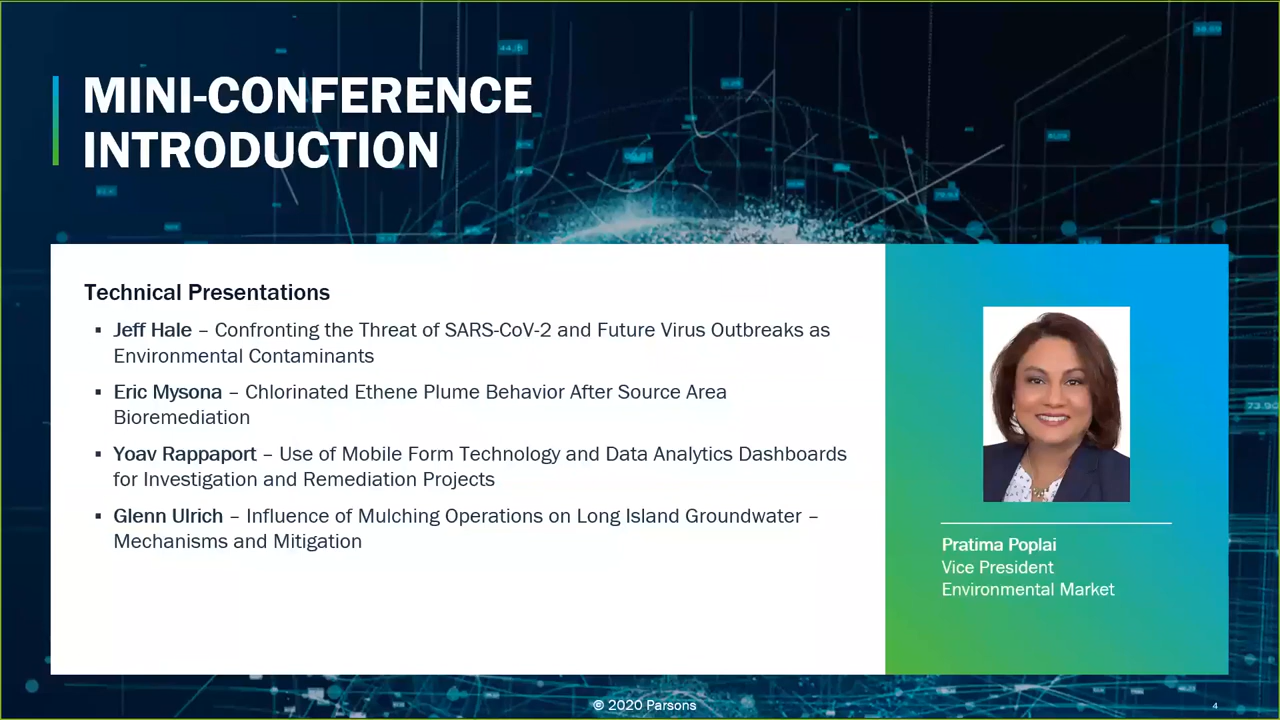 MINI-CONFERENCE
INTRODUCTION
Technical Presentations
▪ Jeff Hale – Confronting the Threat of SARS-CoV-2 and Future Virus Outbreaks as
Environmental Contaminants
▪ Eric Mysona – Chlorinated Ethene Plume Behavior After Source Area
Bioremediation
▪ Yoav Rappaport – Use of Mobile Form Technology and Data Analytics Dashboards
for Investigation and Remediation Projects
▪ Glenn Ulrich – Influence of Mulching Operations on Long Island Groundwater –
Mechanisms and Mitigation
Pratima Poplai
Vice President
Environmental Market
© 2020 Parsons
4